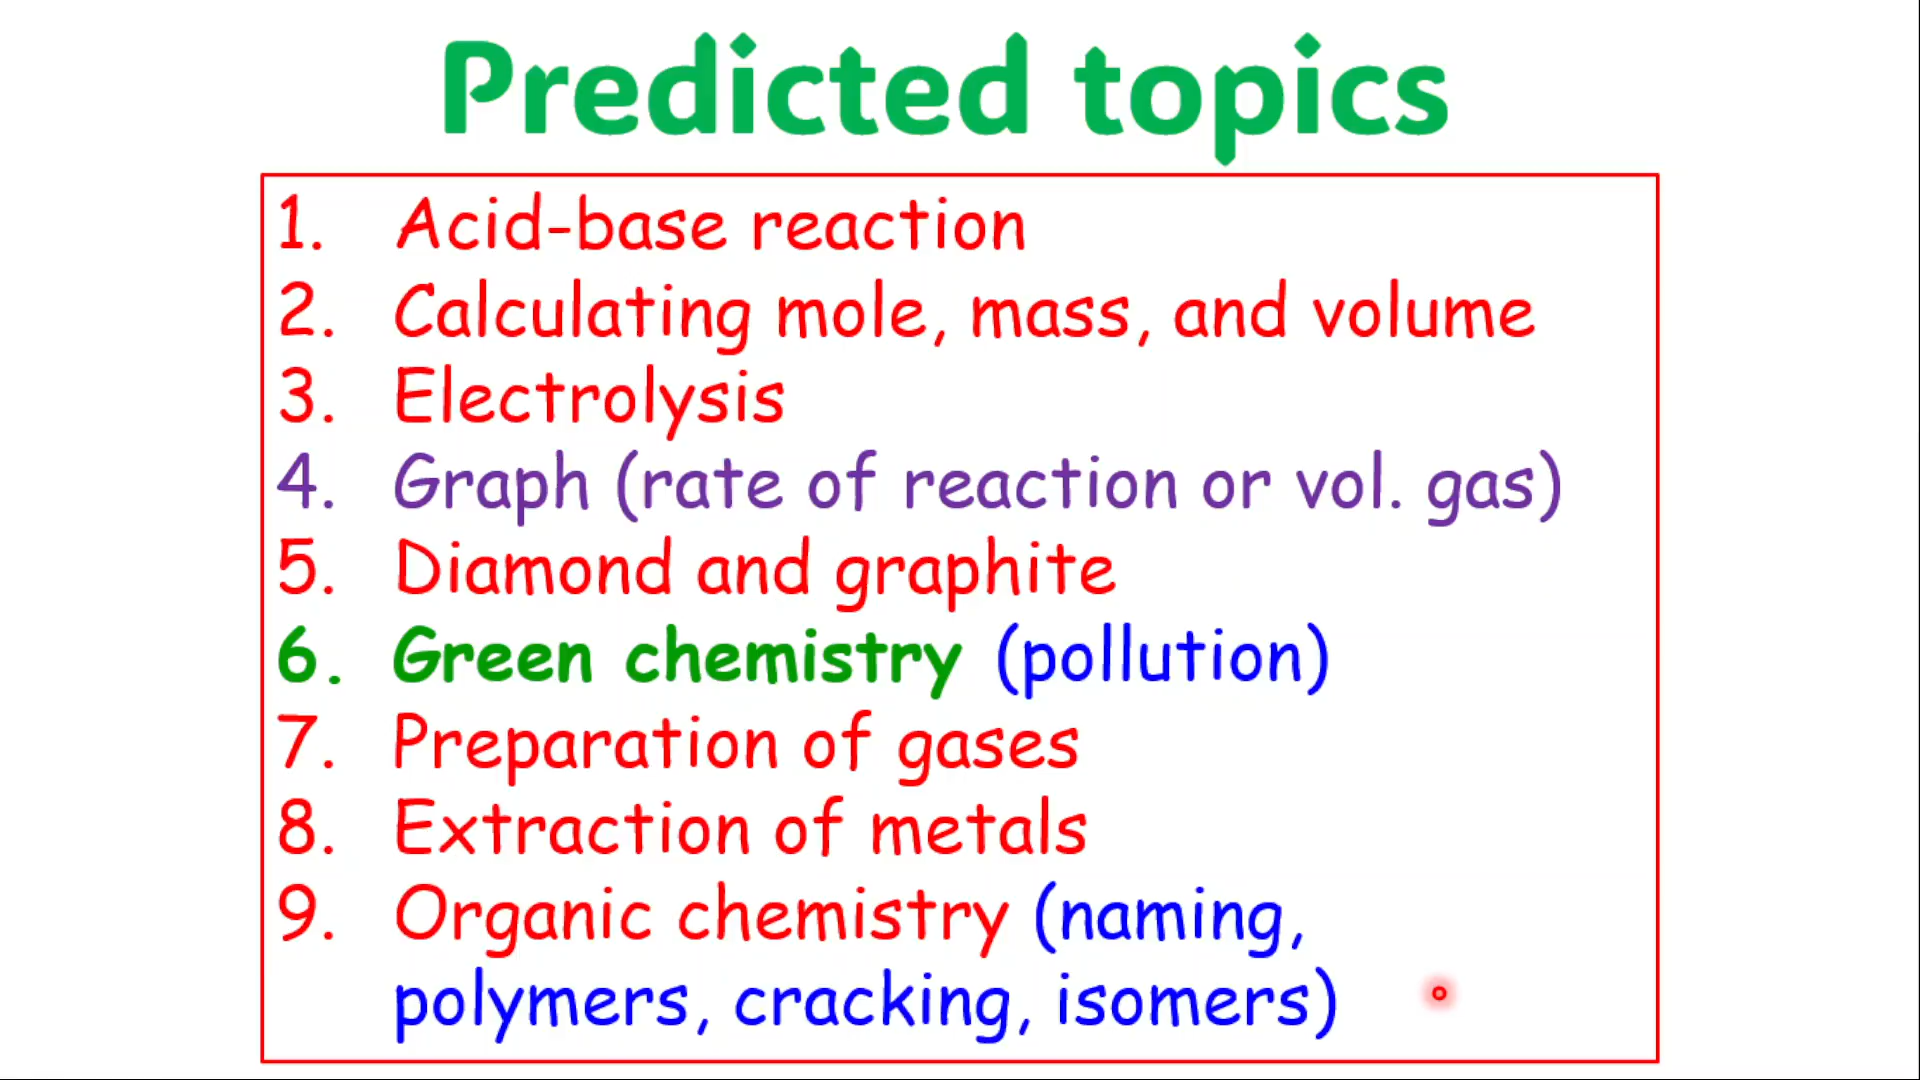 Predicted topics
1. Acid-base reaction
2. Calculating mole, mass, and volume
3. Electrolysis
4. Graph (rate of reaction or vol. gas)
5. Diamond and graphite
6. Green chemistry (pollution)
7. Preparation of gases
8. Extraction of metals
9. Organic chemistry (naming,
polymers, cracking, isomers)